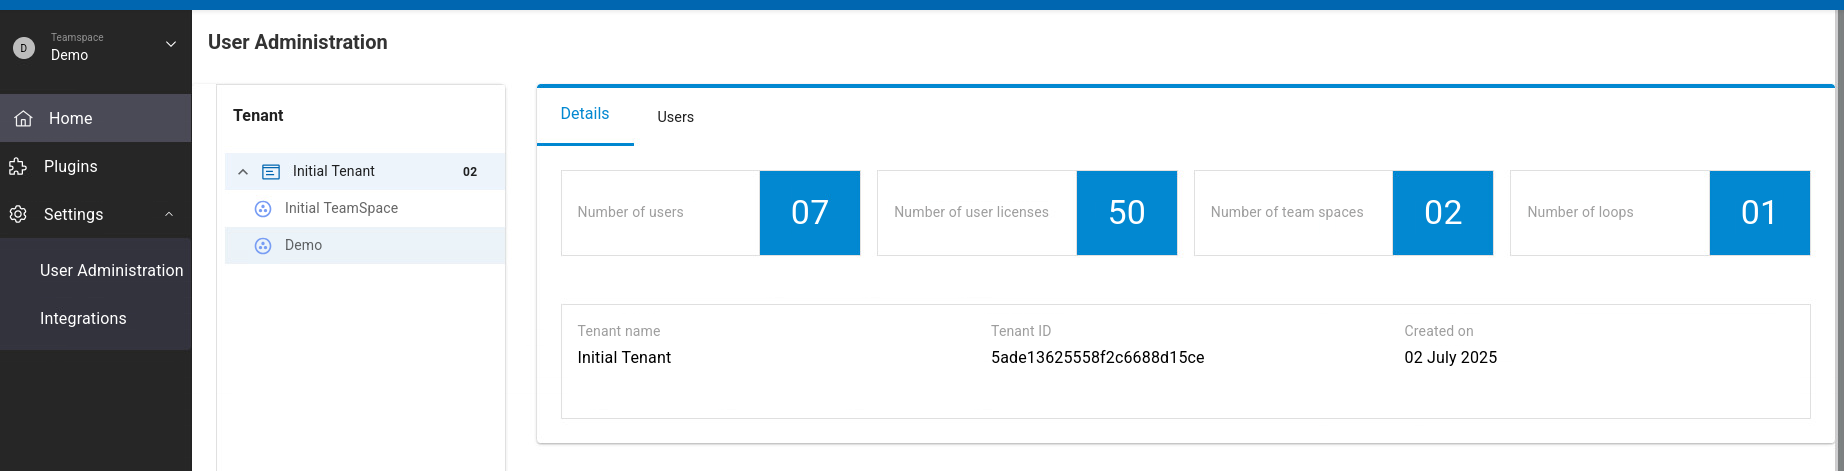 Teamspace
D
Demo
Home
Plugins
Settings
User Administration
Integrations
User Administration
Tenant
Initial Tenant 02
Initial TeamSpace
Demo
Details Users
Number of users 07 Number of user licenses 50 Number of team spaces 02 Number of loops 01
Tenant name Tenant ID Created on
Initial Tenant 5ade13625558f2c6688d15ce 02 July 2025